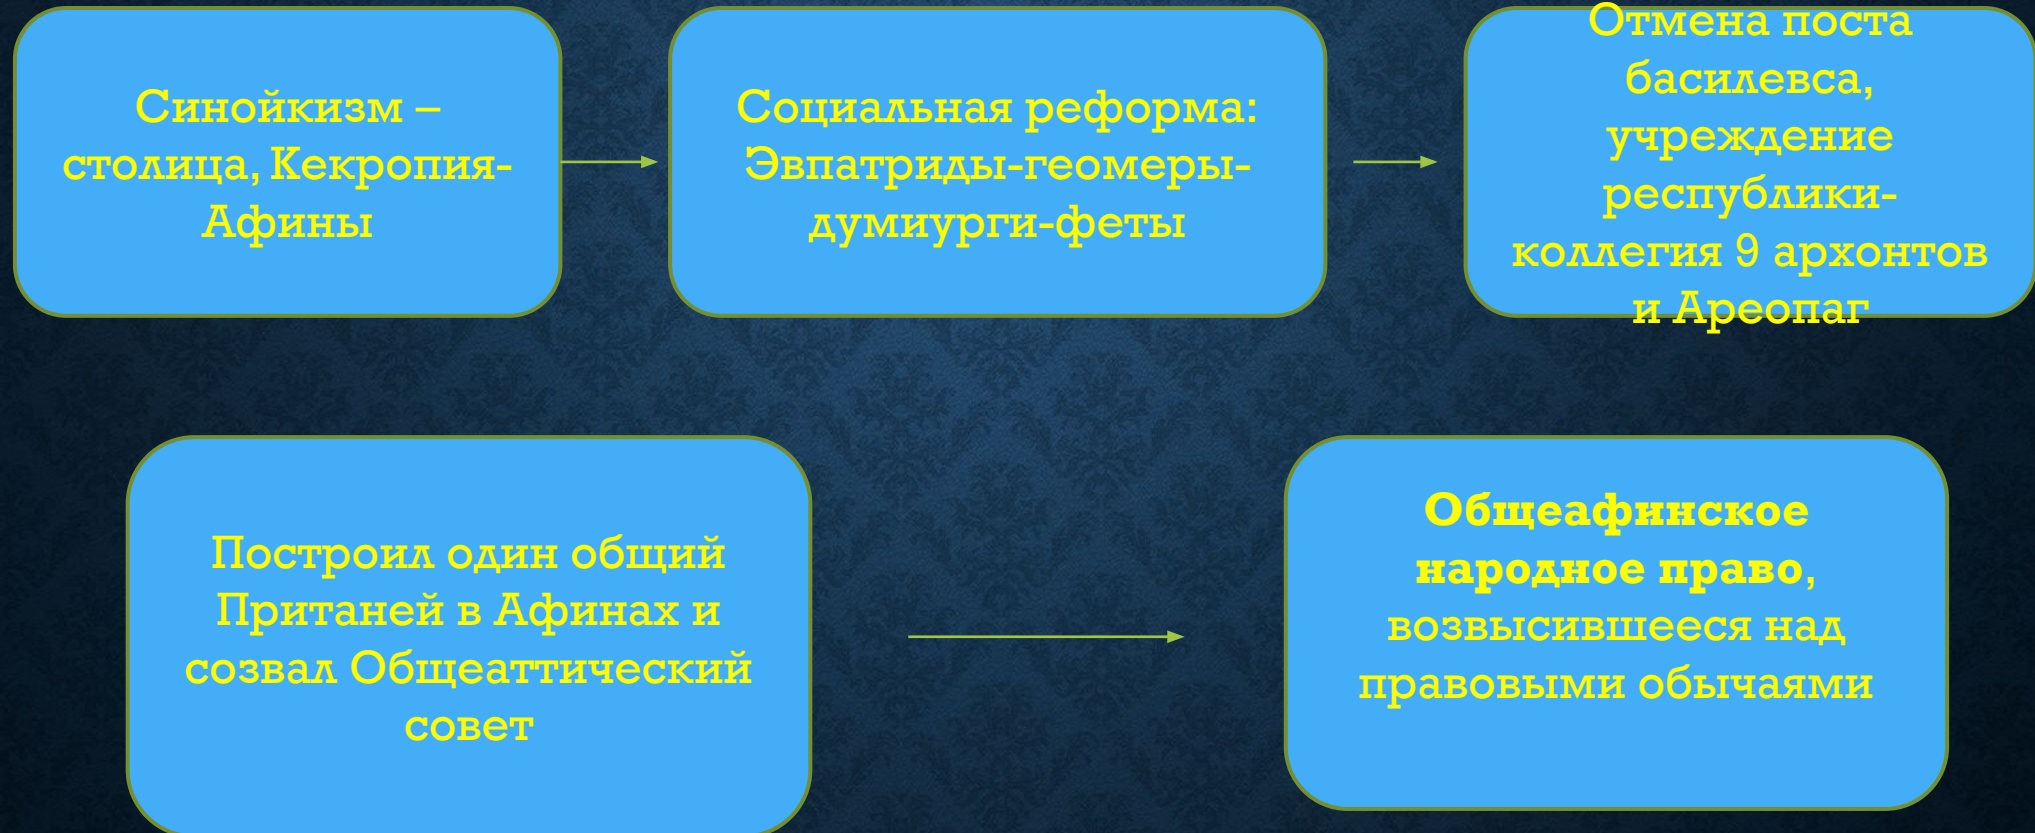 Синойкизм –
столица, Кекропия-
Афины
Социальная реформа:
Эвпатриды-геомеры-
думиурги-феты
Отмена поста
басилевса,
учреждение
республики-
коллегия 9 архонтов
и Ареопаг
Построил один общий
Пританей в Афинах и
созвал Общеаттический
совет
Общеафинское
народное право,
возвысившееся над
правовыми обычаями